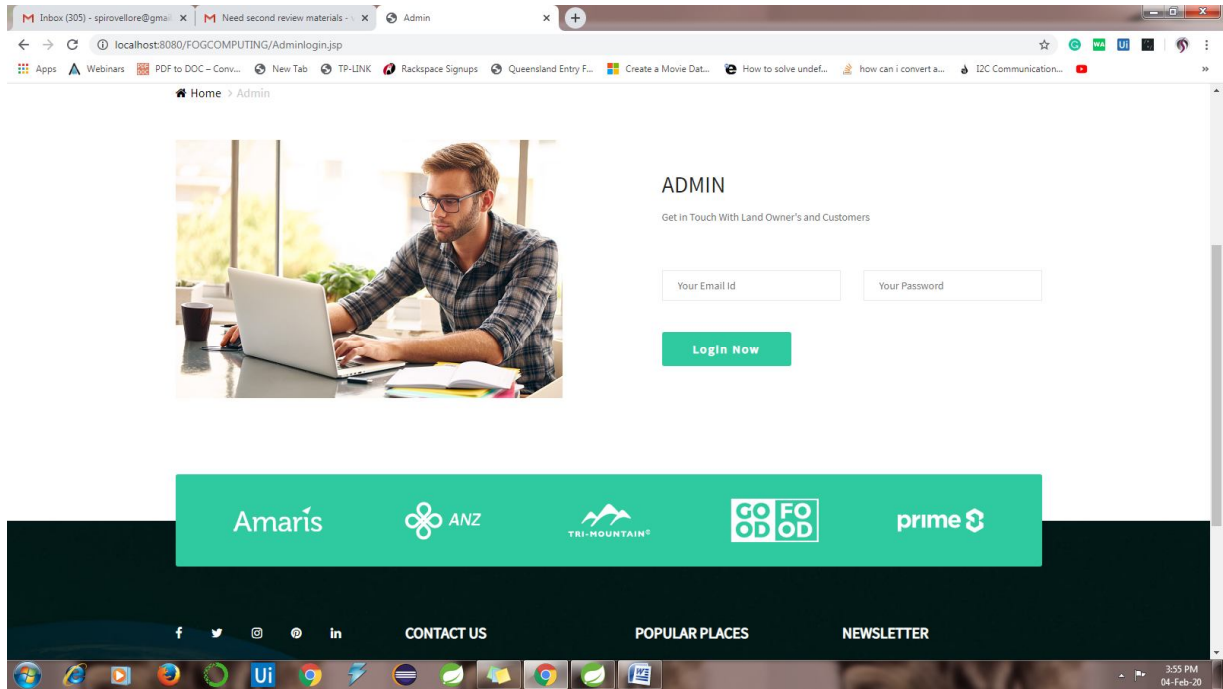 Inbox (305) - spirovellore@gmai
Need second review materials -
Admin
localhost:8080/FOGCOMPUTING/Adminlogin.jsp
Apps
Webinars
PDF to DOC – Conv...
New Tab
TP-LINK
Rackspace Signups
Queensland Entry F...
Create a Movie Dat...
How to solve undef...
how can i convert a...
I2C Communication...
Home > Admin
ADMIN
Get in Touch With Land Owner's and Customers
Your Email Id
Your Password
Login Now
Amaris
ANZ
TRI-MOUNTAIN®
GO FO
OD OD
prime
CONTACT US
POPULAR PLACES
NEWSLETTER
Ui
3:55 PM
04-Feb-20